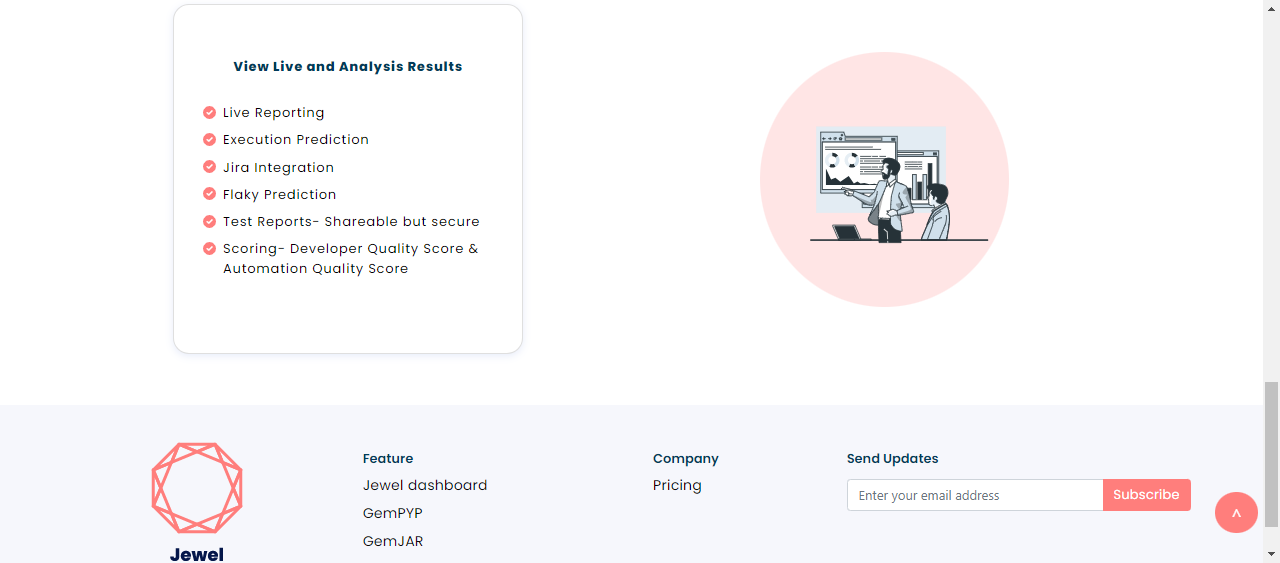 View Live and Analysis Results
Live Reporting
Execution Prediction
Jira Integration
Flaky Prediction
Test Reports- Shareable but secure
Scoring- Developer Quality Score &
Automation Quality Score
Jewel
Feature
Jewel dashboard
GemPYP
GemJAR
Company
Pricing
Send Updates
Enter your email address
Subscribe
^